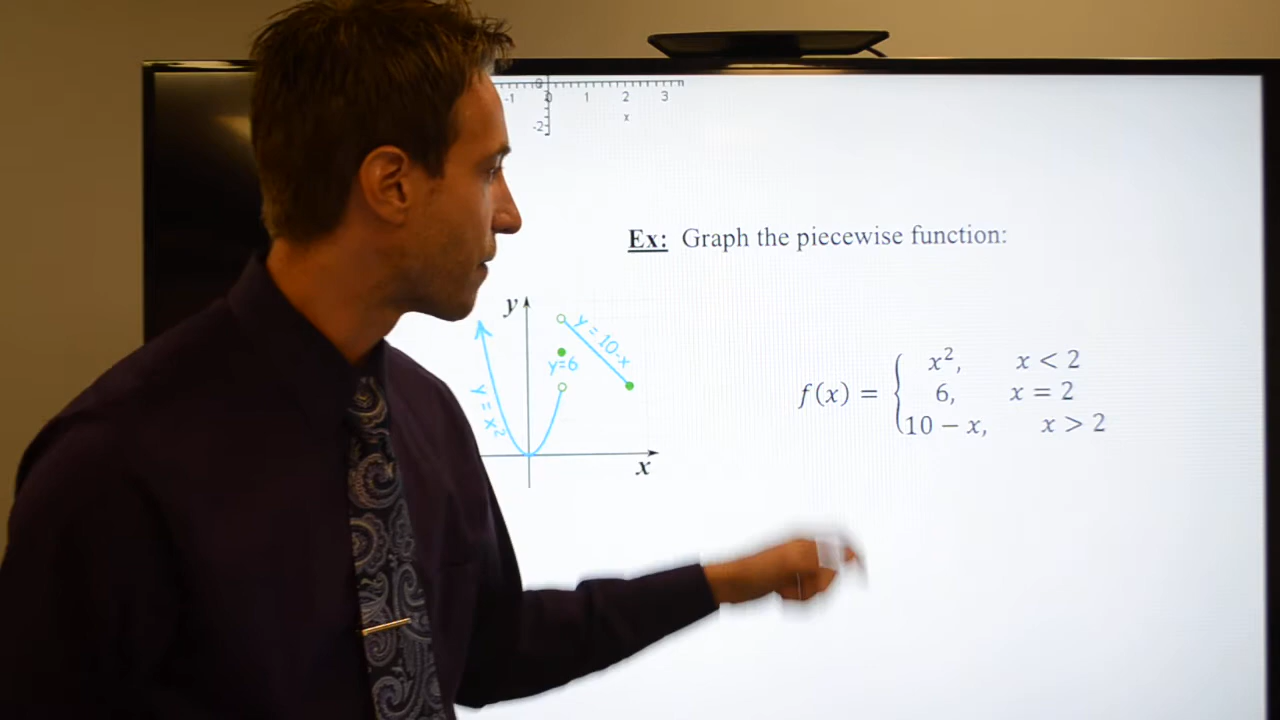 0
-1 0 1 2 3
-2 x
Ex: Graph the piecewise function:
y
y = 10-x
y=6
y = x²
x
x², x < 2
f(x) = { 6, x = 2
10 − x, x > 2